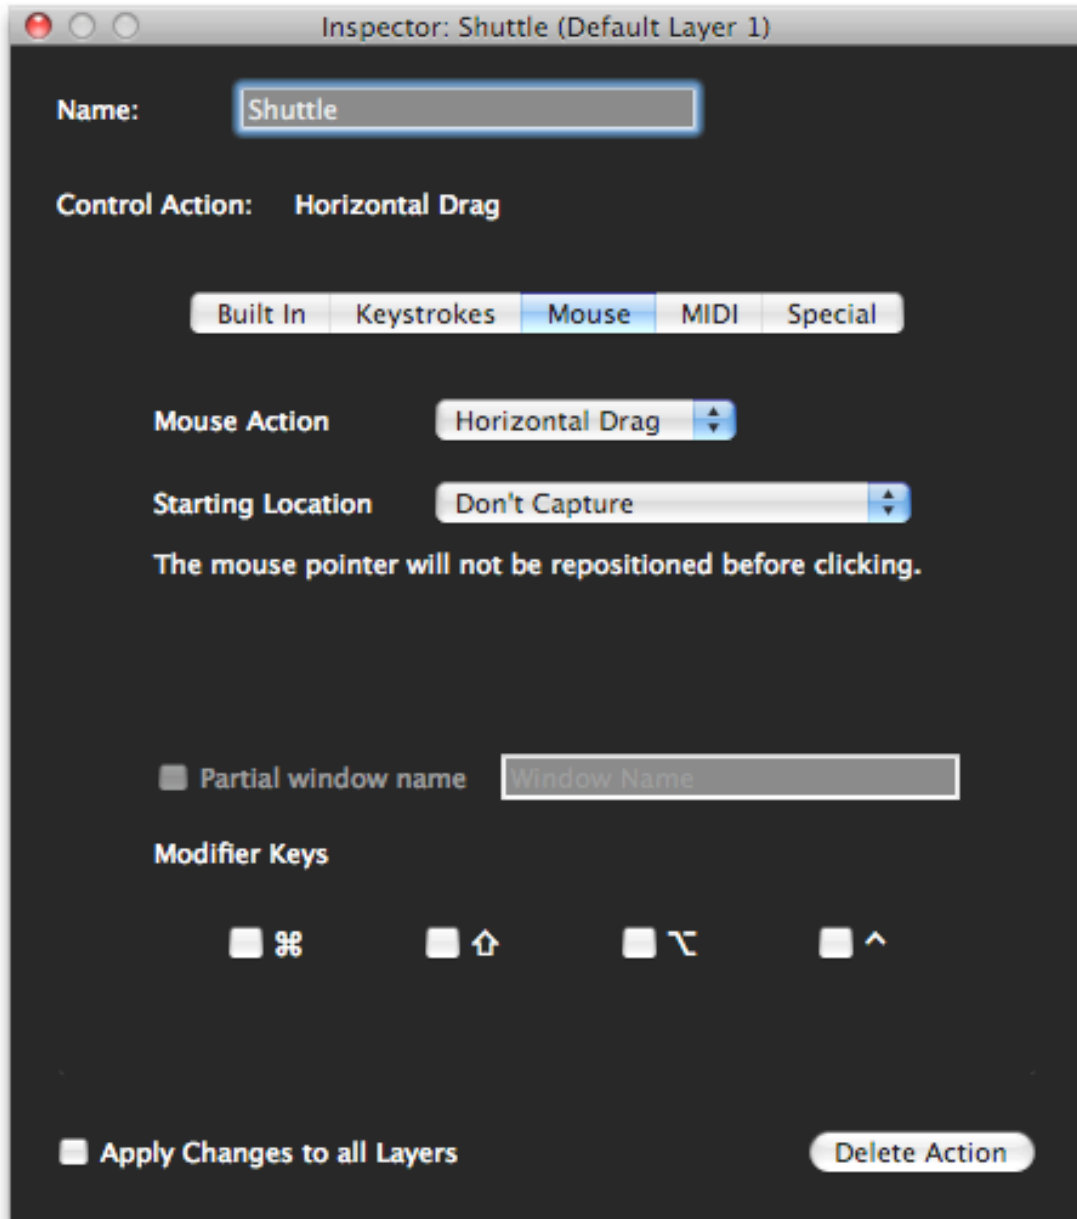 Inspector: Shuttle (Default Layer 1)
Name: Shuttle
Control Action: Horizontal Drag
Built In Keystrokes Mouse MIDI Special
Mouse Action Horizontal Drag
Starting Location Don't Capture
The mouse pointer will not be repositioned before clicking.
Partial window name Window Name
Modifier Keys
⌘ ⇧ ⌥ ^
Apply Changes to all Layers Delete Action